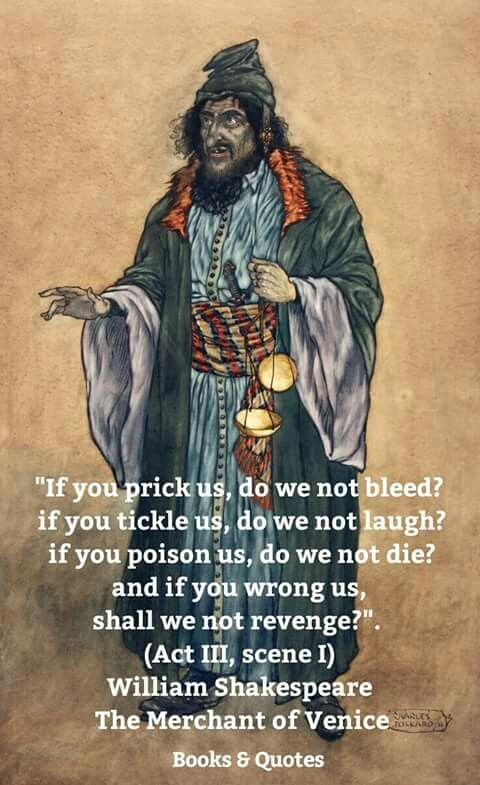 "If you prick us, do we not bleed?
if you tickle us, do we not laugh?
if you poison us, do we not die?
and if you wrong us,
shall we not revenge?".
(Act III, scene I)
William Shakespeare
The Merchant of Venice
CHARLES
FOLKARD
Books & Quotes